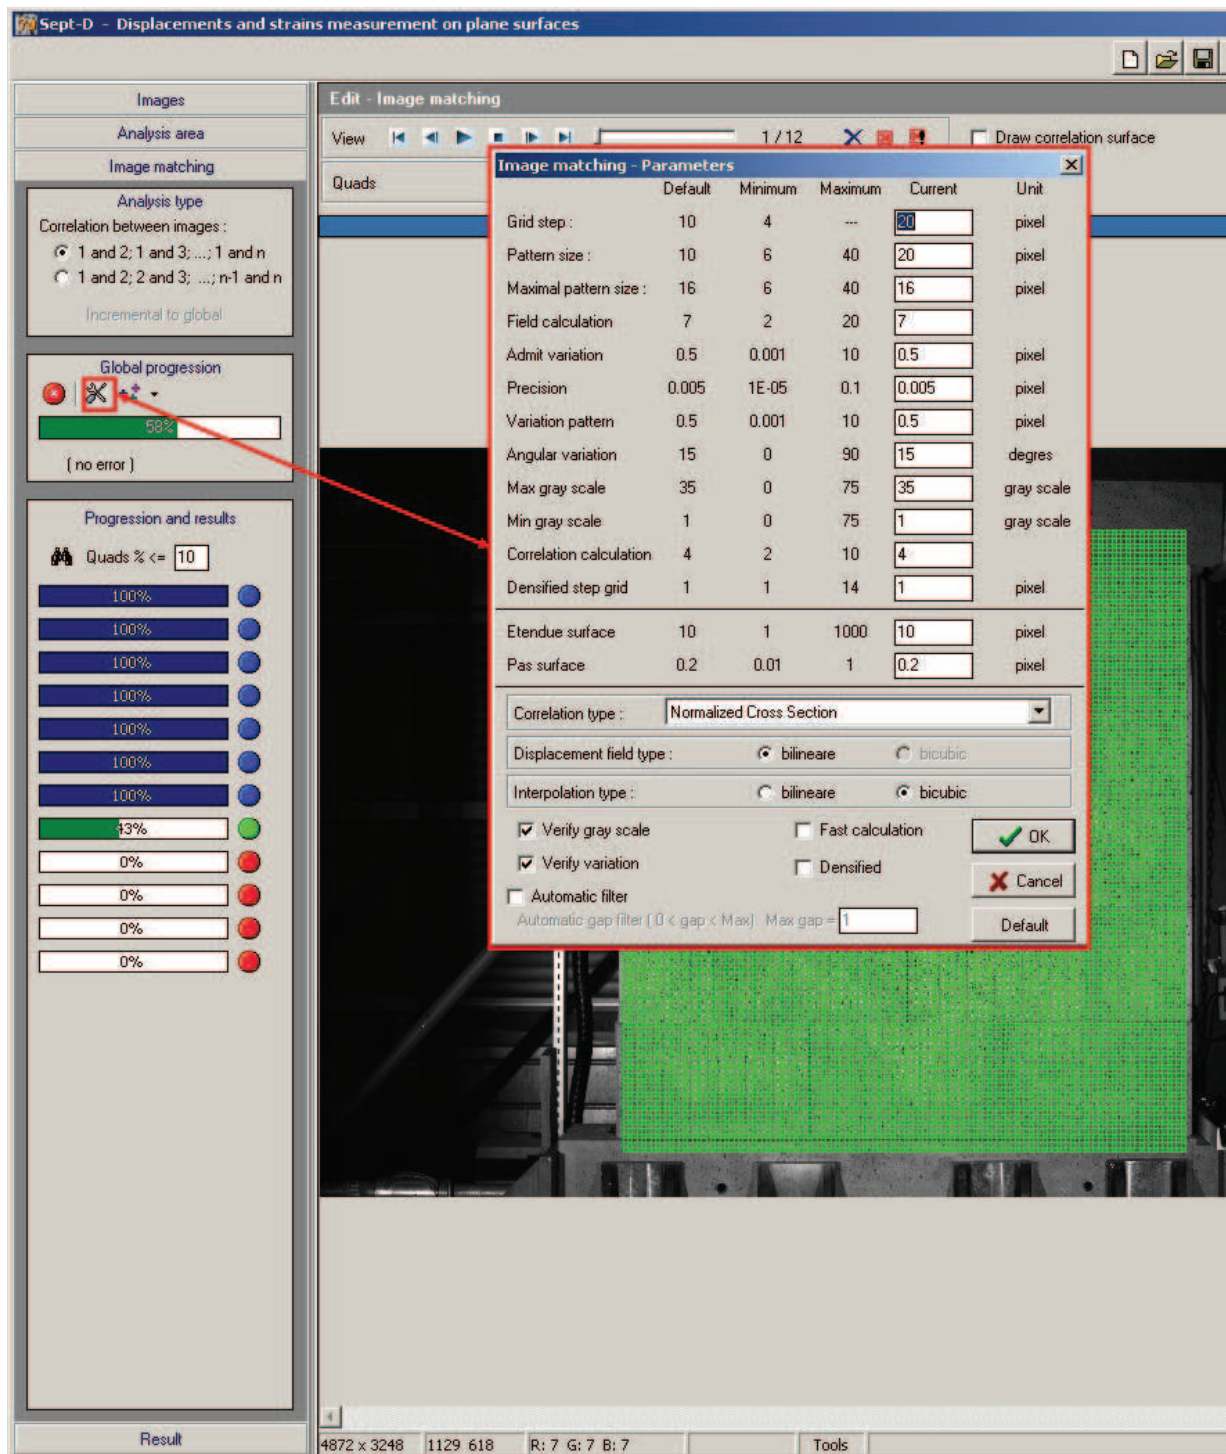 Sept-D - Displacements and strains measurement on plane surfaces
Images
Analysis area
Image matching
Analysis type
Correlation between images :
1 and 2; 1 and 3; ...; 1 and n
1 and 2; 2 and 3; ...; n-1 and n
Incremental to global
Global progression
58%
( no error )
Progression and results
Quads % <= 10
100%
100%
100%
100%
100%
100%
100%
43%
0%
0%
0%
0%
Result
Edit - Image matching
View 1 / 12 Draw correlation surface
Quads
Image matching - Parameters
Default Minimum Maximum Current Unit
Grid step : 10 4 --- 20 pixel
Pattern size : 10 6 40 20 pixel
Maximal pattern size : 16 6 40 16 pixel
Field calculation 7 2 20 7
Admit variation 0.5 0.001 10 0.5 pixel
Precision 0.005 1E-05 0.1 0.005 pixel
Variation pattern 0.5 0.001 10 0.5 pixel
Angular variation 15 0 90 15 degres
Max gray scale 35 0 75 35 gray scale
Min gray scale 1 0 75 1 gray scale
Correlation calculation 4 2 10 4
Densified step grid 1 1 14 1 pixel
Etendue surface 10 1 1000 10 pixel
Pas surface 0.2 0.01 1 0.2 pixel
Correlation type : Normalized Cross Section
Displacement field type : bilineare bicubic
Interpolation type : bilineare bicubic
Verify gray scale Fast calculation OK
Verify variation Densified Cancel
Automatic filter
Automatic gap filter ( 0 < gap < Max) Max gap = 1 Default
4872 x 3248 1129 618 R: 7 G: 7 B: 7 Tools